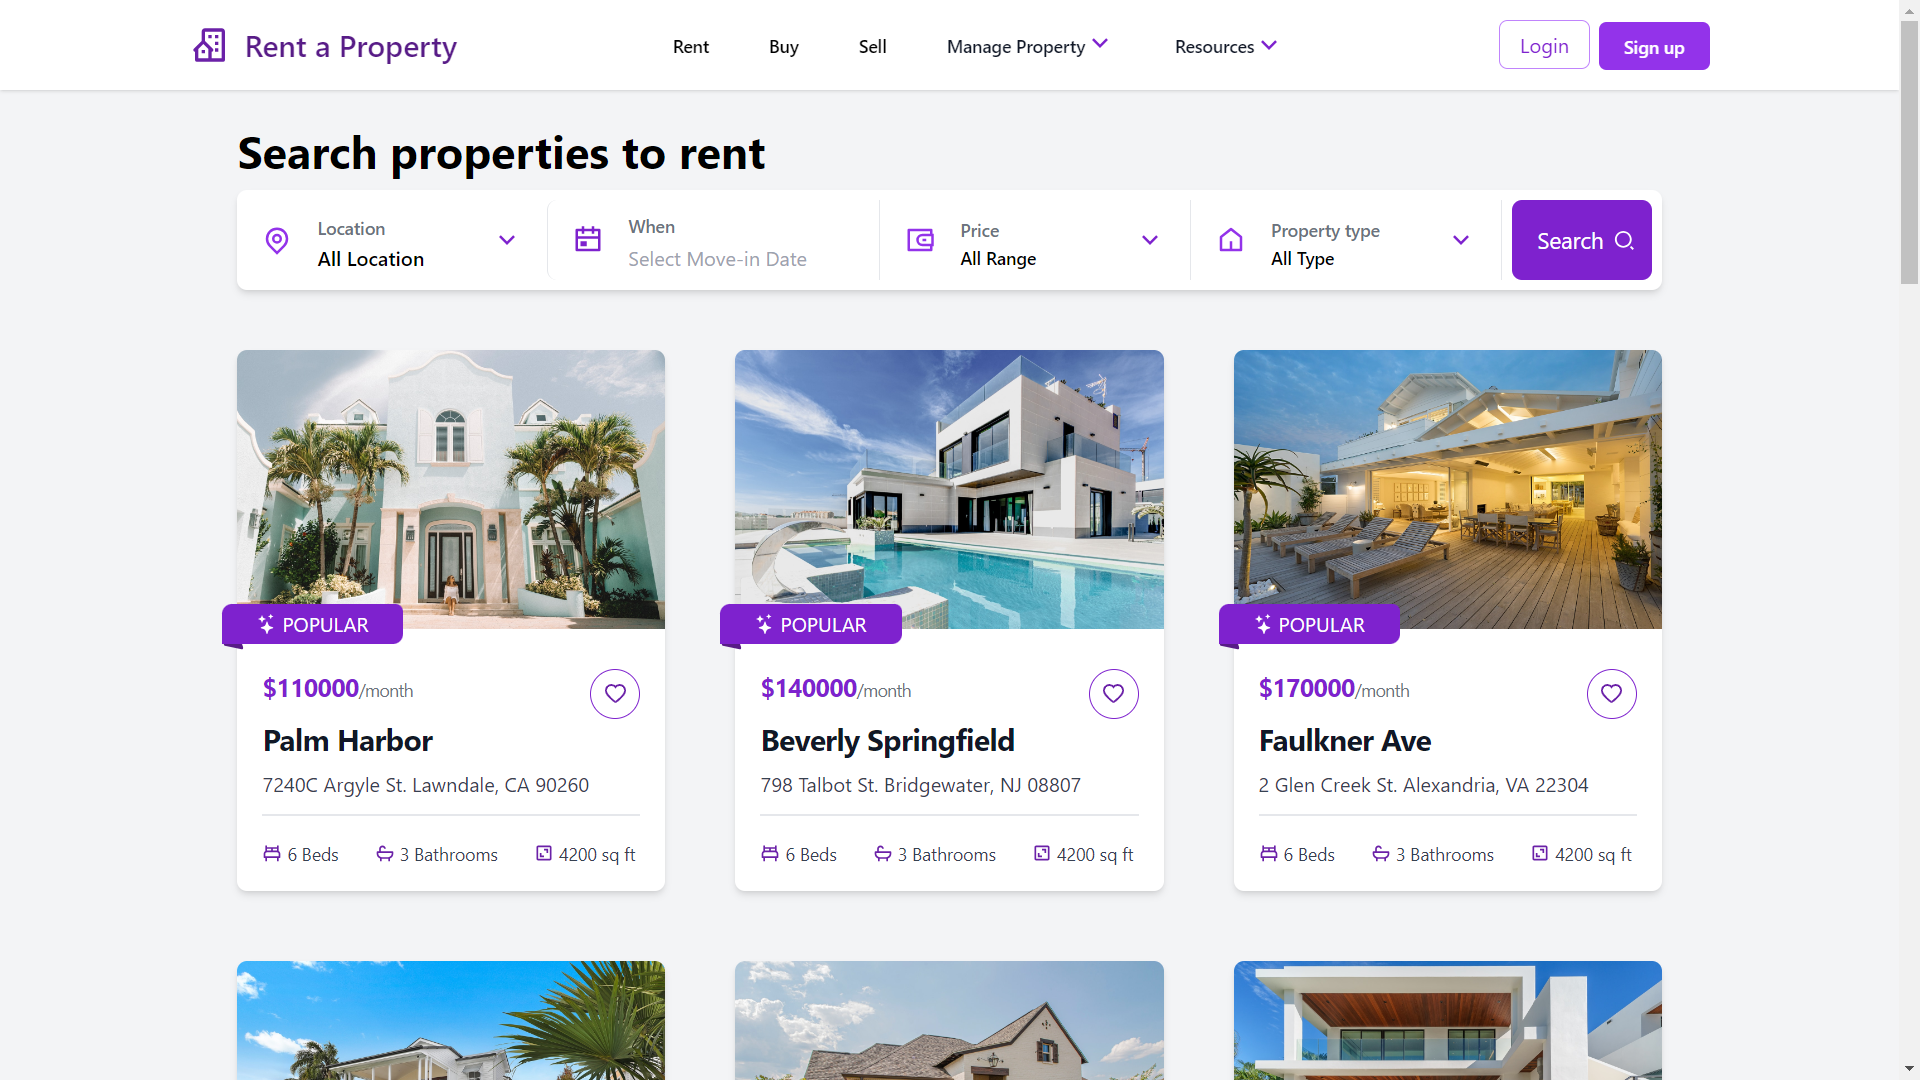 Rent a Property
Rent
Buy
Sell
Manage Property
Resources
Login
Sign up
Search properties to rent
Location
All Location
When
Select Move-in Date
Price
All Range
Property type
All Type
Search
POPULAR
$110000/month
Palm Harbor
7240C Argyle St. Lawndale, CA 90260
6 Beds
3 Bathrooms
4200 sq ft
POPULAR
$140000/month
Beverly Springfield
798 Talbot St. Bridgewater, NJ 08807
6 Beds
3 Bathrooms
4200 sq ft
POPULAR
$170000/month
Faulkner Ave
2 Glen Creek St. Alexandria, VA 22304
6 Beds
3 Bathrooms
4200 sq ft